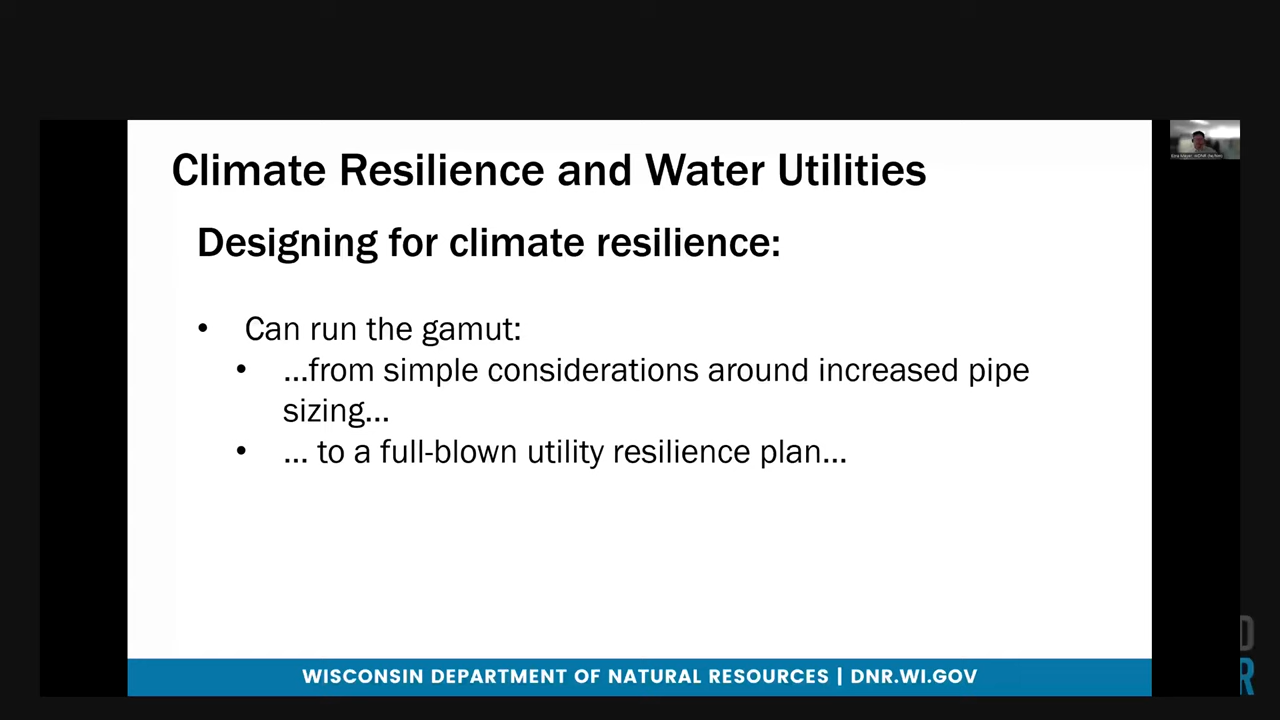 Climate Resilience and Water Utilities
Designing for climate resilience:
• Can run the gamut:
• ...from simple considerations around increased pipe
sizing...
• ... to a full-blown utility resilience plan...
WISCONSIN DEPARTMENT OF NATURAL RESOURCES | DNR.WI.GOV
D
R